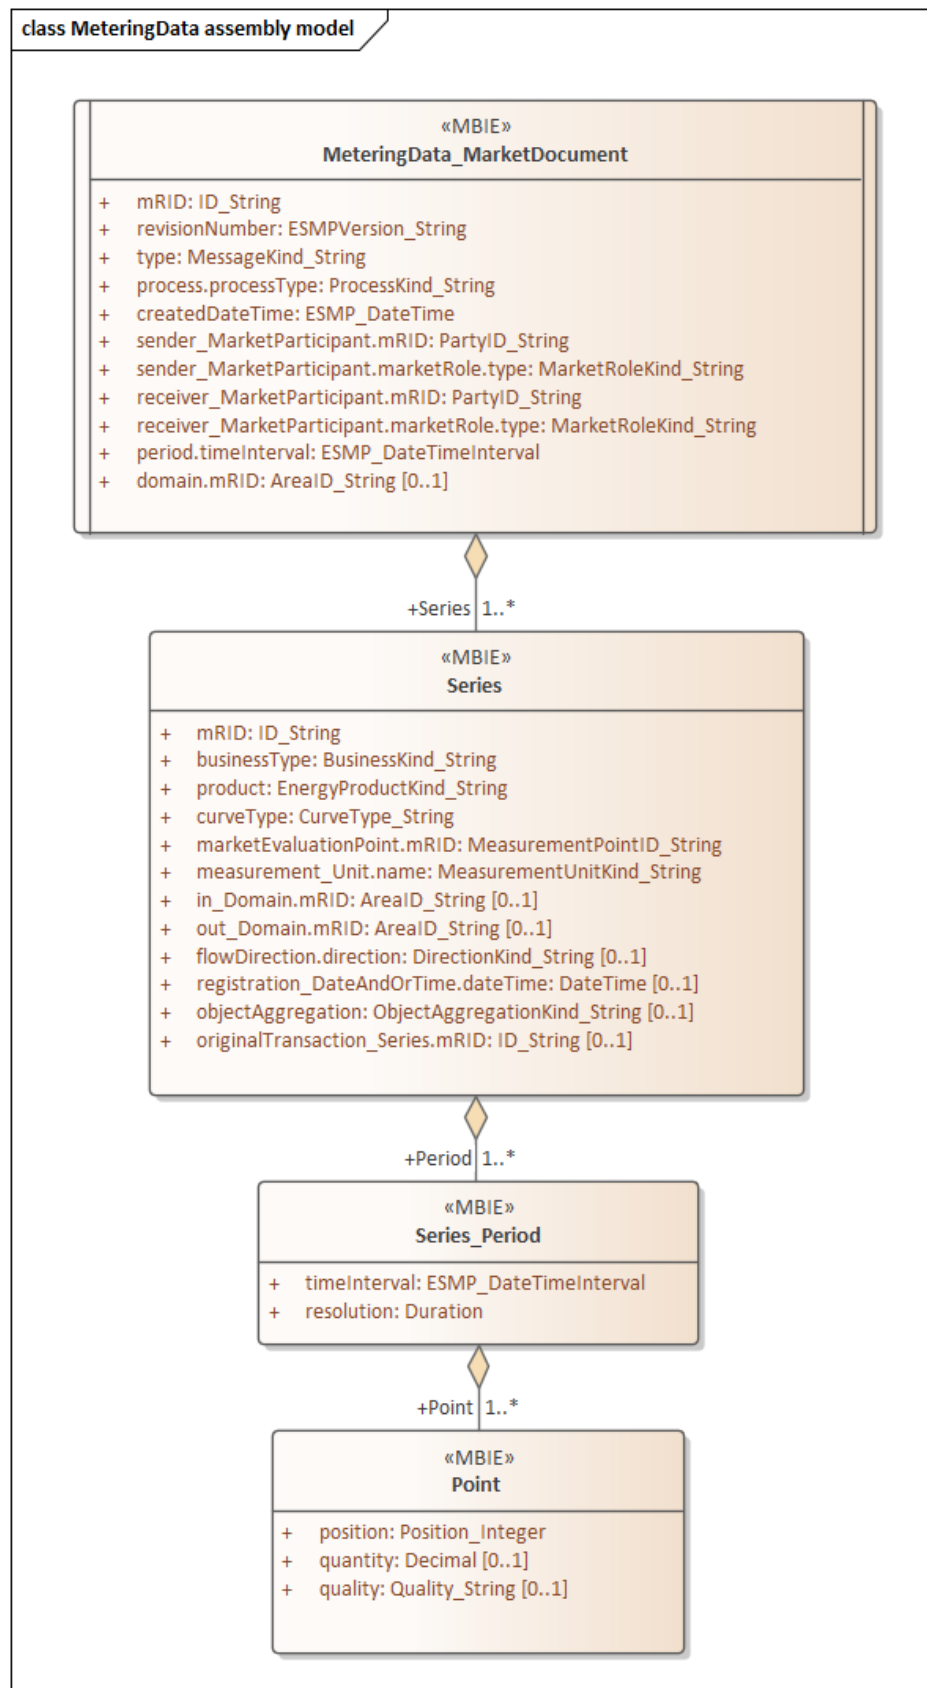 class MeteringData assembly model
«MBIE»
MeteringData_MarketDocument
+ mRID: ID_String
+ revisionNumber: ESMPVersion_String
+ type: MessageKind_String
+ process.processType: ProcessKind_String
+ createdDateTime: ESMP_DateTime
+ sender_MarketParticipant.mRID: PartyID_String
+ sender_MarketParticipant.marketRole.type: MarketRoleKind_String
+ receiver_MarketParticipant.mRID: PartyID_String
+ receiver_MarketParticipant.marketRole.type: MarketRoleKind_String
+ period.timeInterval: ESMP_DateTimeInterval
+ domain.mRID: AreaID_String [0..1]
+Series 1..*
«MBIE»
Series
+ mRID: ID_String
+ businessType: BusinessKind_String
+ product: EnergyProductKind_String
+ curveType: CurveType_String
+ marketEvaluationPoint.mRID: MeasurementPointID_String
+ measurement_Unit.name: MeasurementUnitKind_String
+ in_Domain.mRID: AreaID_String [0..1]
+ out_Domain.mRID: AreaID_String [0..1]
+ flowDirection.direction: DirectionKind_String [0..1]
+ registration_DateAndOrTime.dateTime: DateTime [0..1]
+ objectAggregation: ObjectAggregationKind_String [0..1]
+ originalTransaction_Series.mRID: ID_String [0..1]
+Period 1..*
«MBIE»
Series_Period
+ timeInterval: ESMP_DateTimeInterval
+ resolution: Duration
+Point 1..*
«MBIE»
Point
+ position: Position_Integer
+ quantity: Decimal [0..1]
+ quality: Quality_String [0..1]